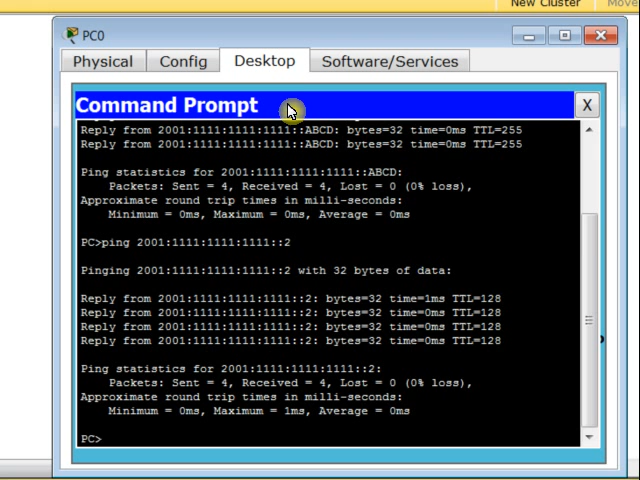 New Cluster
Move
PC0
Physical
Config
Desktop
Software/Services
Command Prompt
X
Reply from 2001:1111:1111:1111::ABCD: bytes=32 time=0ms TTL=255
Reply from 2001:1111:1111:1111::ABCD: bytes=32 time=0ms TTL=255
Ping statistics for 2001:1111:1111:1111::ABCD:
Packets: Sent = 4, Received = 4, Lost = 0 (0% loss),
Approximate round trip times in milli-seconds:
Minimum = 0ms, Maximum = 0ms, Average = 0ms
PC>ping 2001:1111:1111:1111::2
Pinging 2001:1111:1111:1111::2 with 32 bytes of data:
Reply from 2001:1111:1111:1111::2: bytes=32 time=1ms TTL=128
Reply from 2001:1111:1111:1111::2: bytes=32 time=0ms TTL=128
Reply from 2001:1111:1111:1111::2: bytes=32 time=0ms TTL=128
Reply from 2001:1111:1111:1111::2: bytes=32 time=0ms TTL=128
Ping statistics for 2001:1111:1111:1111::2:
Packets: Sent = 4, Received = 4, Lost = 0 (0% loss),
Approximate round trip times in milli-seconds:
Minimum = 0ms, Maximum = 1ms, Average = 0ms
PC>